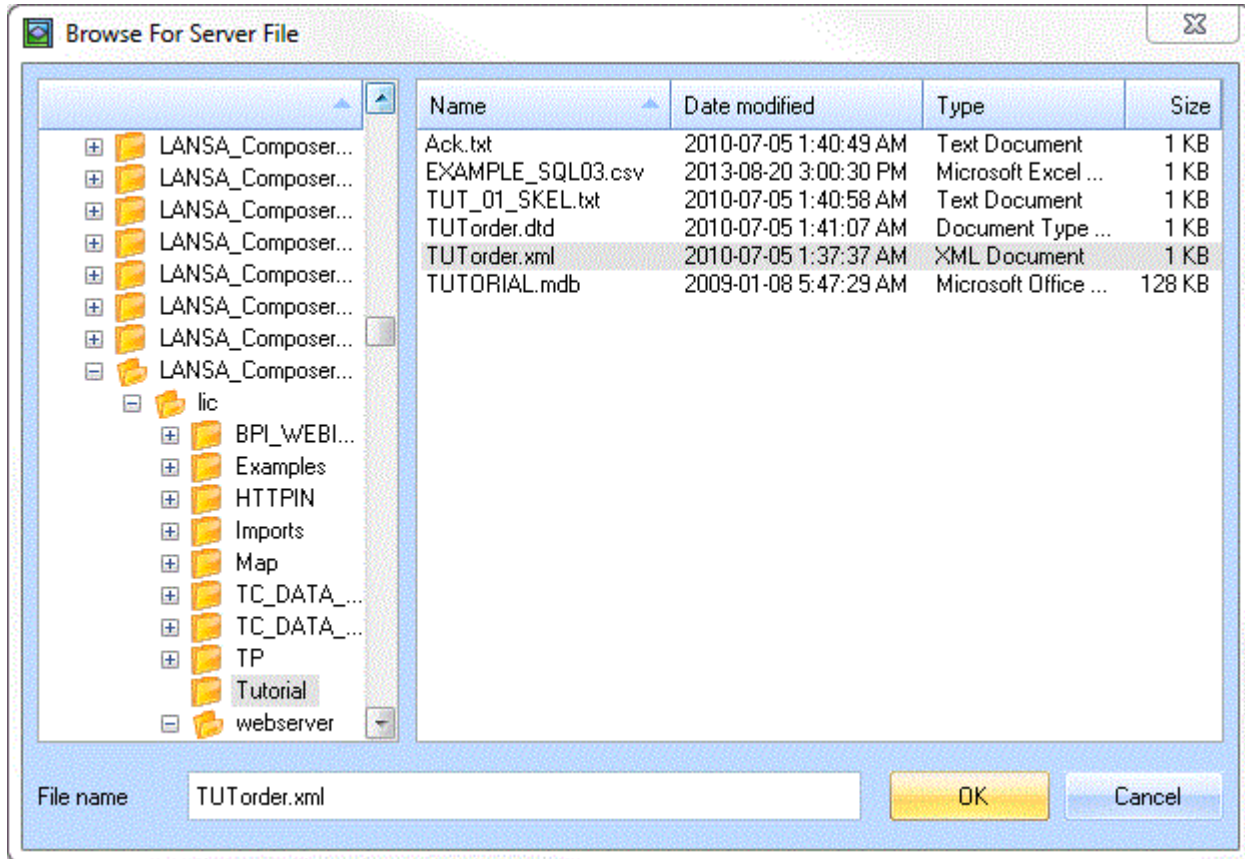 Browse For Server File
LANSA_Composer...
LANSA_Composer...
LANSA_Composer...
LANSA_Composer...
LANSA_Composer...
LANSA_Composer...
LANSA_Composer...
LANSA_Composer...
lic
BPI_WEBI...
Examples
HTTPIN
Imports
Map
TC_DATA_...
TC_DATA_...
TP
Tutorial
webserver
Name Date modified Type Size
Ack.txt 2010-07-05 1:40:49 AM Text Document 1 KB
EXAMPLE_SQL03.csv 2013-08-20 3:00:30 PM Microsoft Excel ... 1 KB
TUT_01_SKEL.txt 2010-07-05 1:40:58 AM Text Document 1 KB
TUTorder.dtd 2010-07-05 1:41:07 AM Document Type ... 1 KB
TUTorder.xml 2010-07-05 1:37:37 AM XML Document 1 KB
TUTORIAL.mdb 2009-01-08 5:47:29 AM Microsoft Office ... 128 KB
File name TUTorder.xml OK Cancel